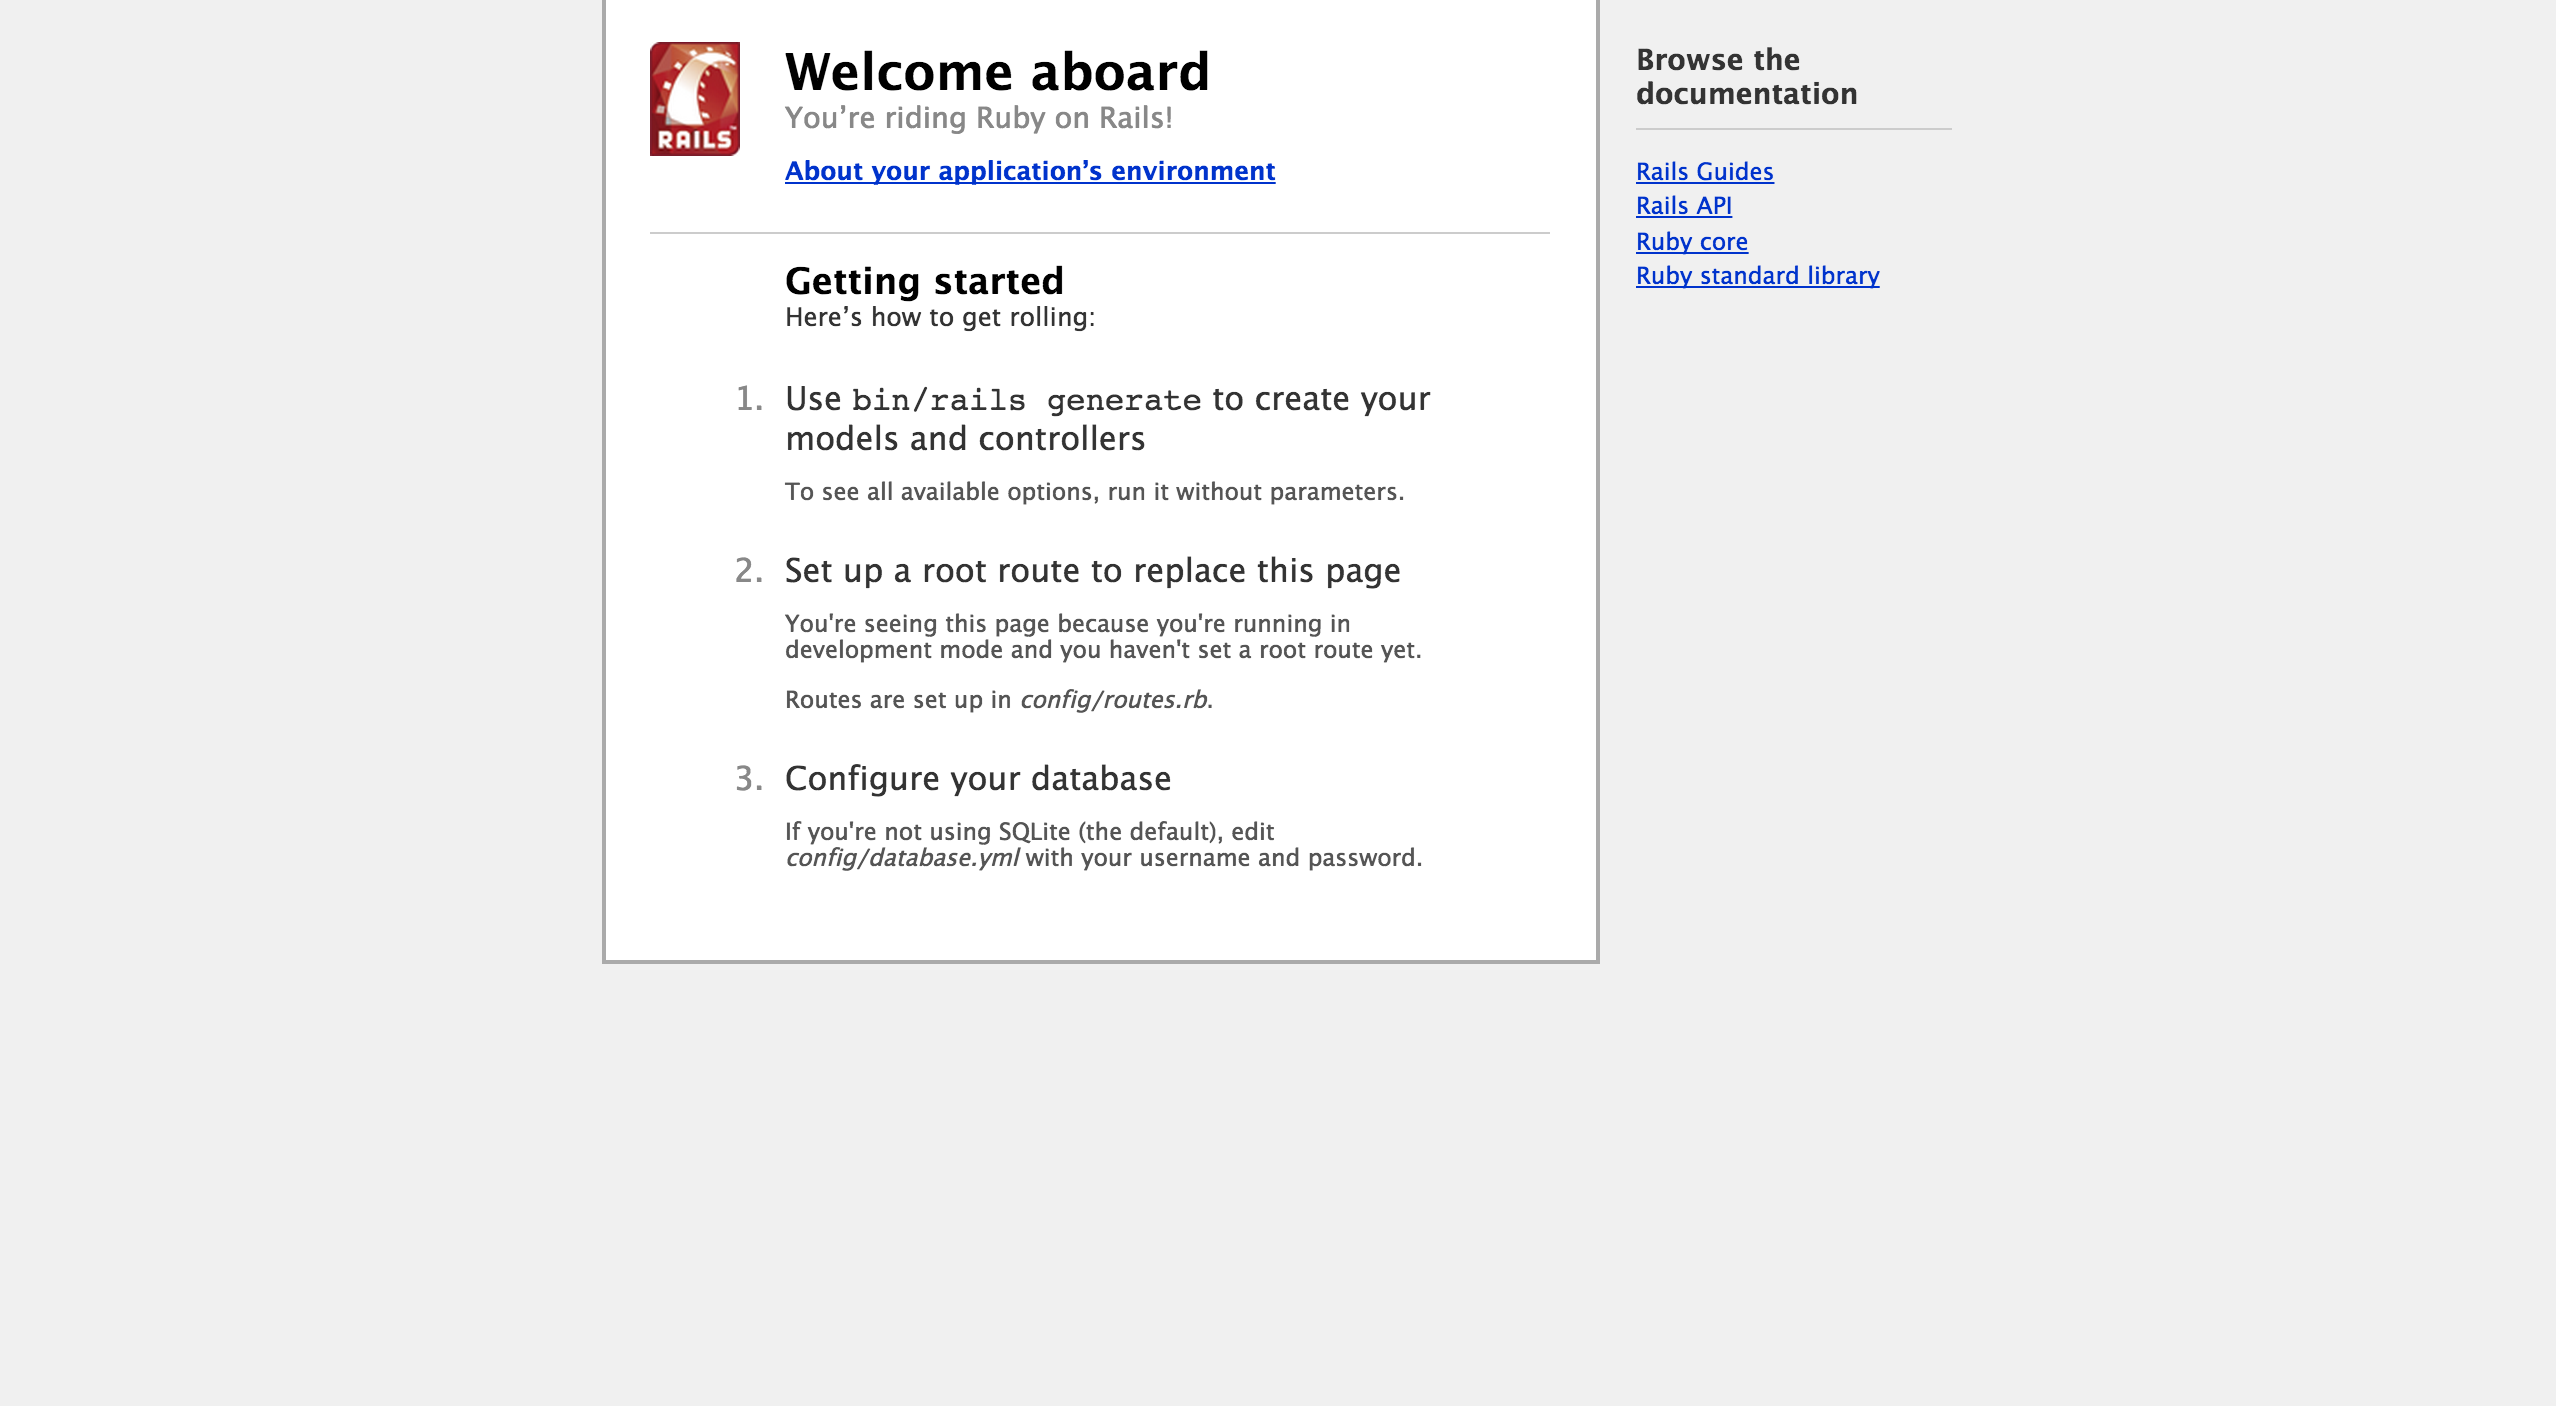 RAILS
Welcome aboard
You’re riding Ruby on Rails!
About your application’s environment
Getting started
Here’s how to get rolling:
1. Use bin/rails generate to create your
models and controllers
To see all available options, run it without parameters.
2. Set up a root route to replace this page
You're seeing this page because you're running in
development mode and you haven't set a root route yet.
Routes are set up in config/routes.rb.
3. Configure your database
If you're not using SQLite (the default), edit
config/database.yml with your username and password.
Browse the
documentation
Rails Guides
Rails API
Ruby core
Ruby standard library